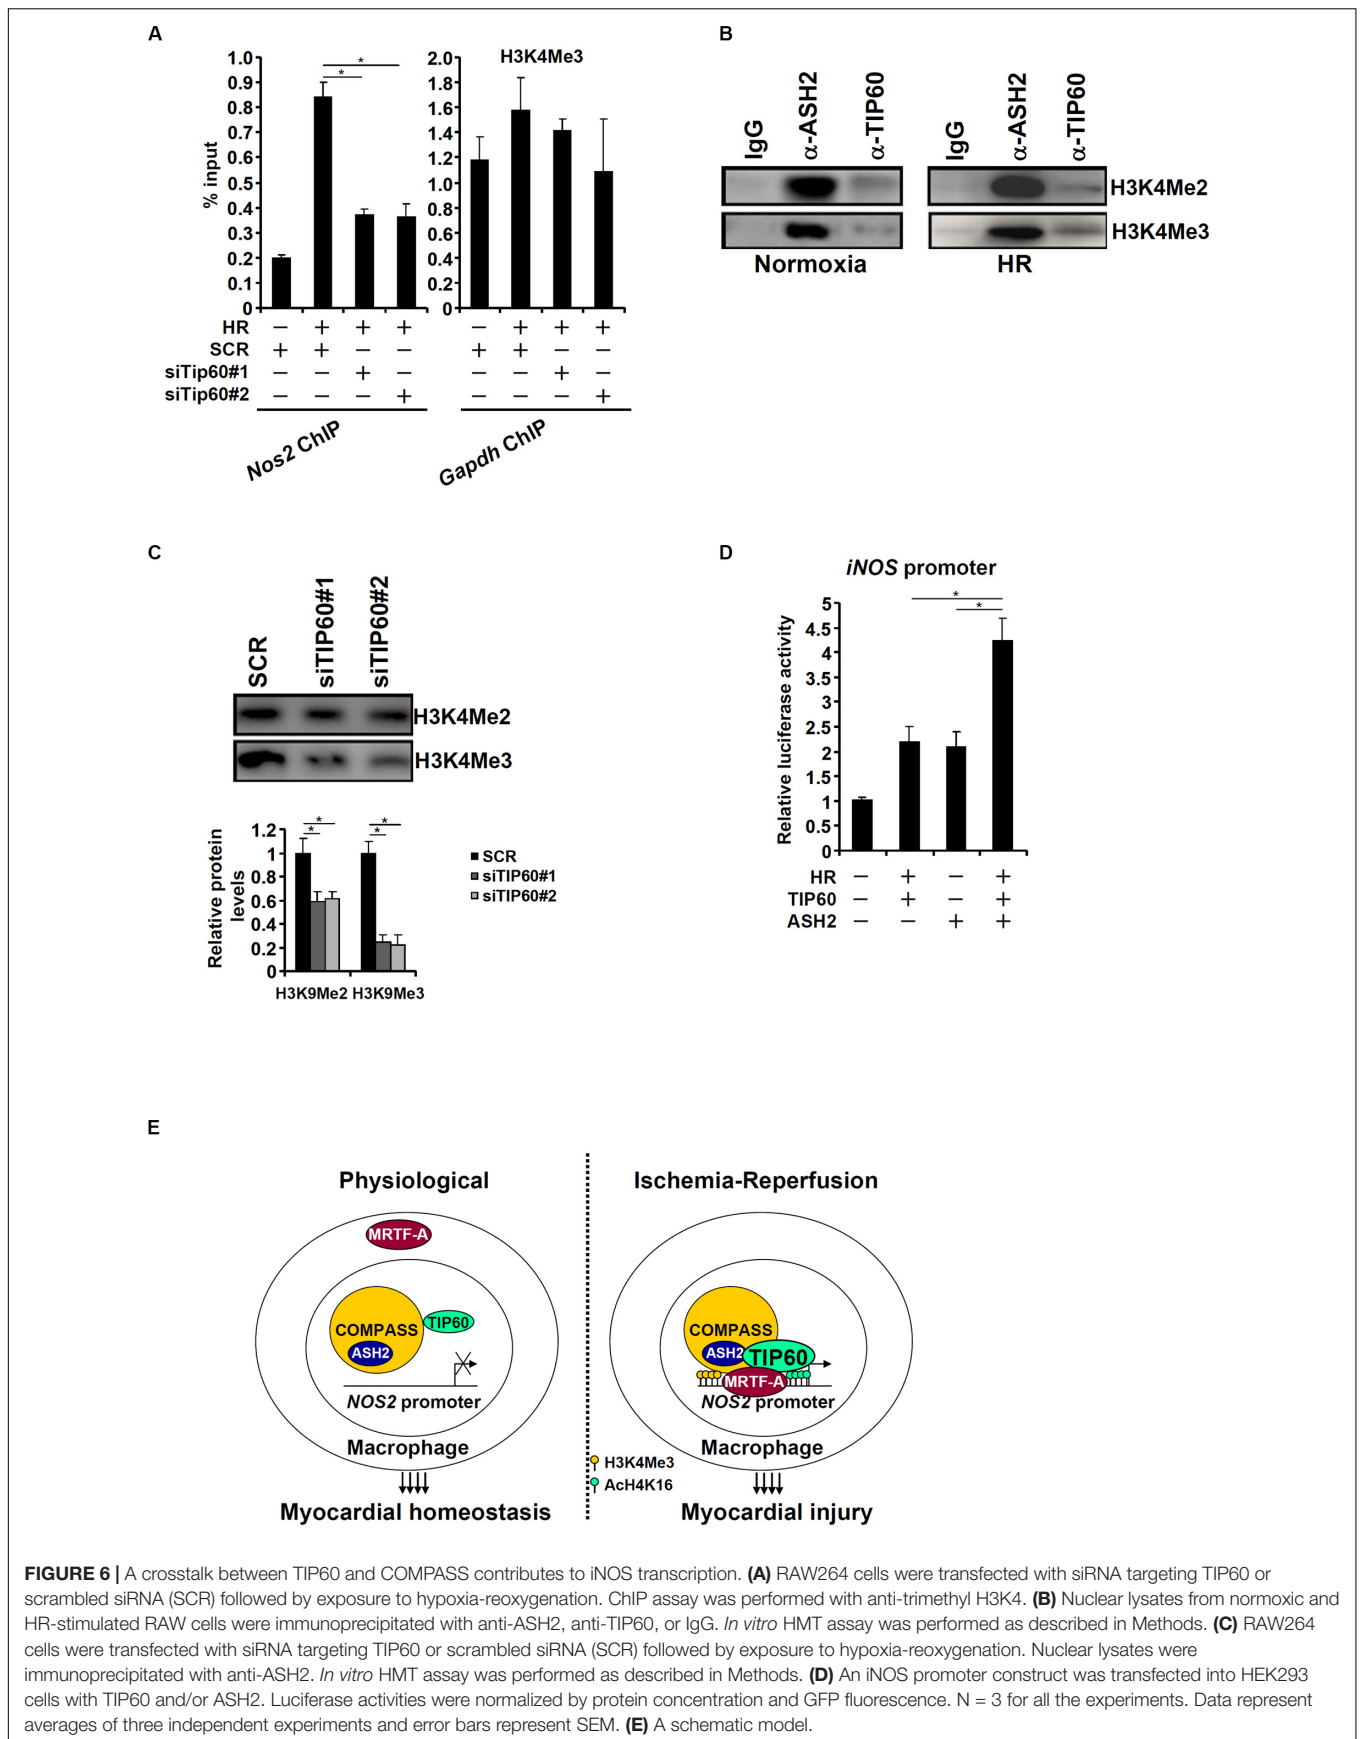 A
H3K4Me3
% input
1.0
0.9
0.8
0.7
0.6
0.5
0.4
0.3
0.2
0.1
0
*
*
2.0
1.8
1.6
1.4
1.2
1.0
0.8
0.6
0.4
0.2
0
HR − + + + − + + +
SCR + + − − + + − −
siTip60#1 − − + − − − + −
siTip60#2 − − − + − − − +
Nos2 ChIP
Gapdh ChIP
B
IgG
α-ASH2
α-TIP60
IgG
α-ASH2
α-TIP60
H3K4Me2
H3K4Me3
Normoxia
HR
C
SCR
siTIP60#1
siTIP60#2
H3K4Me2
H3K4Me3
Relative protein
levels
1.2
1
0.8
0.6
0.4
0.2
0
*
*
*
*
SCR
siTIP60#1
siTIP60#2
H3K9Me2 H3K9Me3
D
iNOS promoter
Relative luciferase activity
5
4.5
4
3.5
3
2.5
2
1.5
1
0.5
0
*
*
HR − + − +
TIP60 − + − +
ASH2 − − + +
E
Physiological
MRTF-A
COMPASS
TIP60
ASH2
NOS2 promoter
Macrophage
Myocardial homeostasis
Ischemia-Reperfusion
COMPASS
ASH2
TIP60
MRTF-A
NOS2 promoter
Macrophage
H3K4Me3
AcH4K16
Myocardial injury
FIGURE 6 | A crosstalk between TIP60 and COMPASS contributes to iNOS transcription. (A) RAW264 cells were transfected with siRNA targeting TIP60 or
scrambled siRNA (SCR) followed by exposure to hypoxia-reoxygenation. ChIP assay was performed with anti-trimethyl H3K4. (B) Nuclear lysates from normoxic and
HR-stimulated RAW cells were immunoprecipitated with anti-ASH2, anti-TIP60, or IgG. In vitro HMT assay was performed as described in Methods. (C) RAW264
cells were transfected with siRNA targeting TIP60 or scrambled siRNA (SCR) followed by exposure to hypoxia-reoxygenation. Nuclear lysates were
immunoprecipitated with anti-ASH2. In vitro HMT assay was performed as described in Methods. (D) An iNOS promoter construct was transfected into HEK293
cells with TIP60 and/or ASH2. Luciferase activities were normalized by protein concentration and GFP fluorescence. N = 3 for all the experiments. Data represent
averages of three independent experiments and error bars represent SEM. (E) A schematic model.